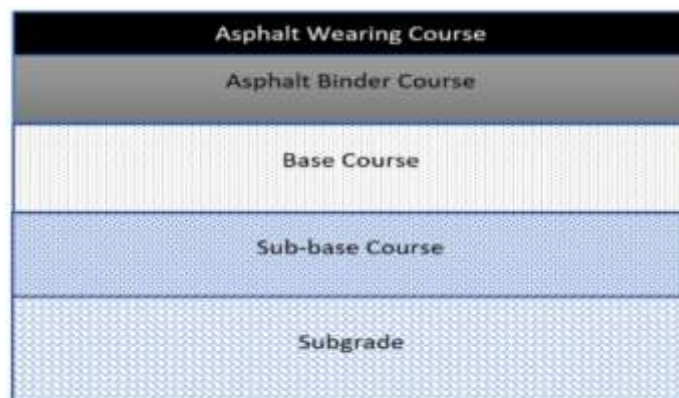 Asphalt Wearing Course
Asphalt Binder Course
Base Course
Sub-base Course
Subgrade